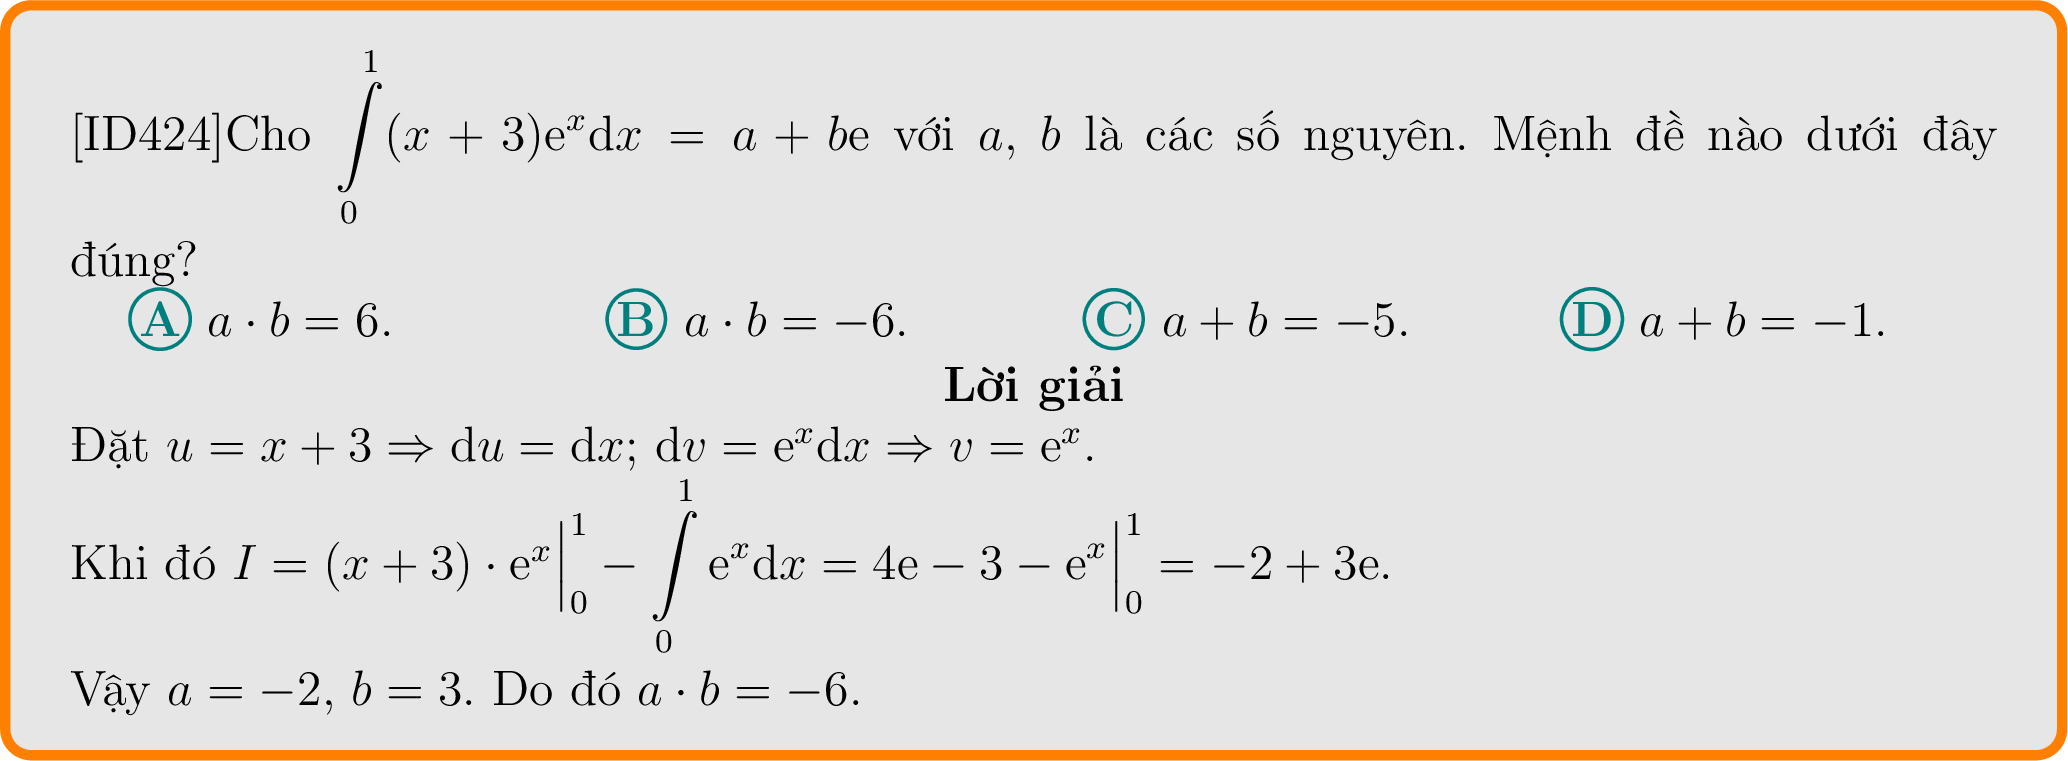 [ID424]Cho $\int\limits_0^1 (x + 3)\mathrm{e}^x\mathrm{d}x = a + b\mathrm{e}$ với $a$, $b$ là các số nguyên. Mệnh đề nào dưới đây
đúng?
Ⓐ $a \cdot b = 6.$ Ⓑ $a \cdot b = -6.$ Ⓒ $a + b = -5.$ Ⓓ $a + b = -1.$
Lời giải
Đặt $u = x + 3 \Rightarrow \mathrm{d}u = \mathrm{d}x$; $\mathrm{d}v = \mathrm{e}^x\mathrm{d}x \Rightarrow v = \mathrm{e}^x.$
Khi đó $I = (x + 3) \cdot \mathrm{e}^x\Big|_0^1 - \int\limits_0^1 \mathrm{e}^x\mathrm{d}x = 4\mathrm{e} - 3 - \mathrm{e}^x\Big|_0^1 = -2 + 3\mathrm{e}.$
Vậy $a = -2$, $b = 3$. Do đó $a \cdot b = -6.$